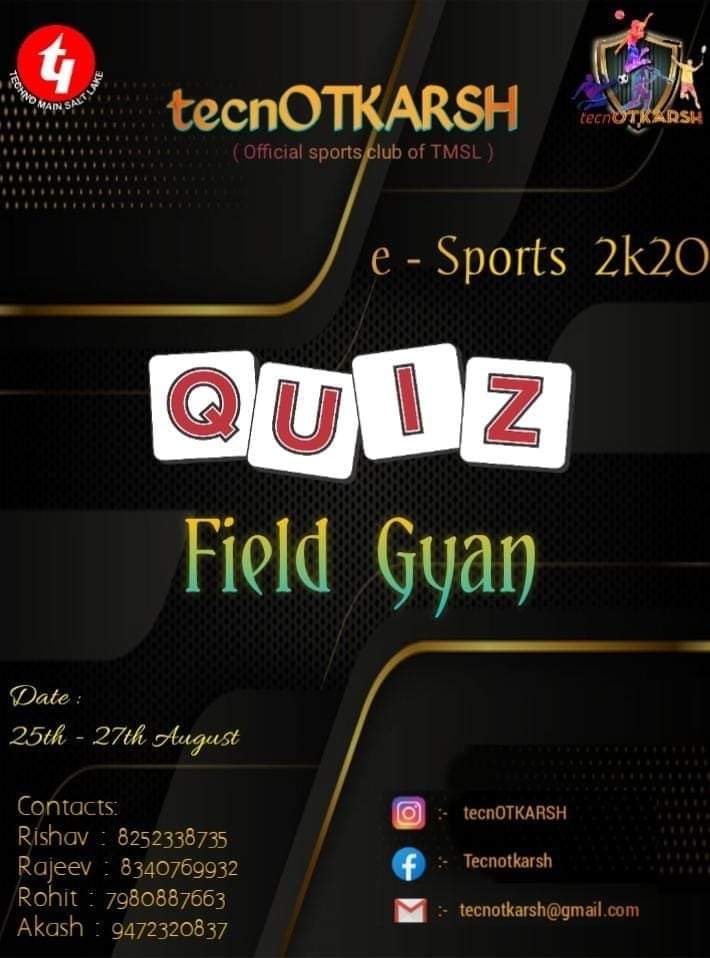 TECHNO MAIN SALT LAKE
tecnOTKARSH
tecnOTKARSH
( Official sports club of TMSL )
e - Sports 2k20
QUIZ
Field Gyan
Date :
25th - 27th August
Contacts:
Rishav : 8252338735
Rajeev : 8340769932
Rohit : 7980887663
Akash : 9472320837
:- tecnOTKARSH
:- Tecnotkarsh
:- tecnotkarsh@gmail.com